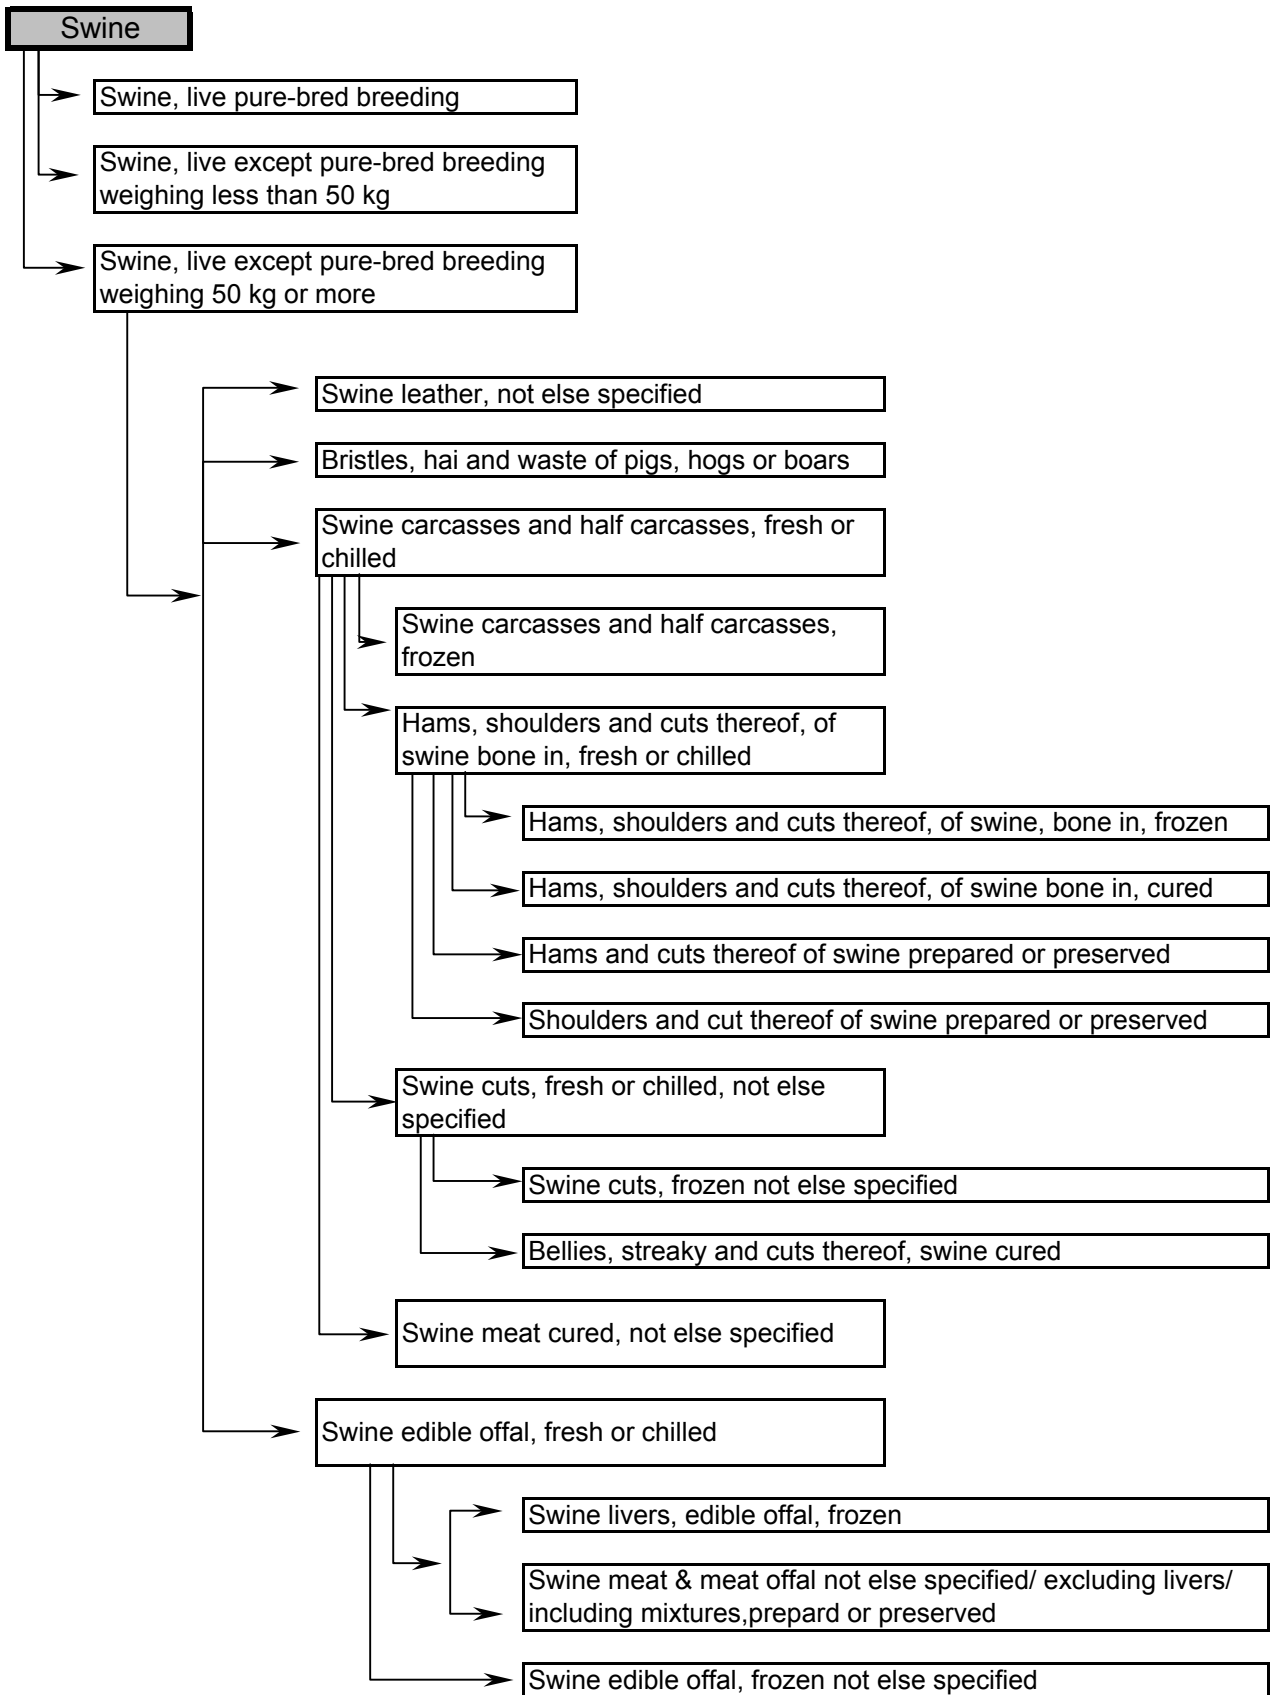 Swine
Swine, live pure-bred breeding
Swine, live except pure-bred breeding
weighing less than 50 kg
Swine, live except pure-bred breeding
weighing 50 kg or more
Swine leather, not else specified
Bristles, hai and waste of pigs, hogs or boars
Swine carcasses and half carcasses, fresh or
chilled
Swine carcasses and half carcasses,
frozen
Hams, shoulders and cuts thereof, of
swine bone in, fresh or chilled
Hams, shoulders and cuts thereof, of swine, bone in, frozen
Hams, shoulders and cuts thereof, of swine bone in, cured
Hams and cuts thereof of swine prepared or preserved
Shoulders and cut thereof of swine prepared or preserved
Swine cuts, fresh or chilled, not else
specified
Swine cuts, frozen not else specified
Bellies, streaky and cuts thereof, swine cured
Swine meat cured, not else specified
Swine edible offal, fresh or chilled
Swine livers, edible offal, frozen
Swine meat & meat offal not else specified/ excluding livers/
including mixtures,prepard or preserved
Swine edible offal, frozen not else specified